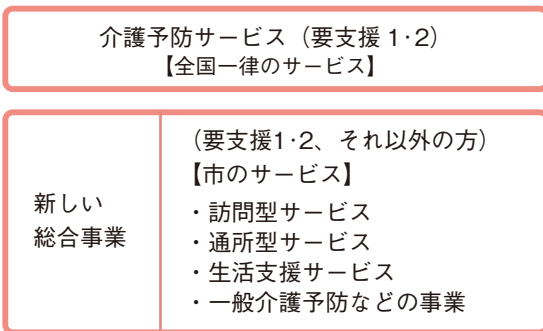 介護予防サービス（要支援1･2）
【全国一律のサービス】
新しい
総合事業
（要支援1･2、それ以外の方）
【市のサービス】
・訪問型サービス
・通所型サービス
・生活支援サービス
・一般介護予防などの事業